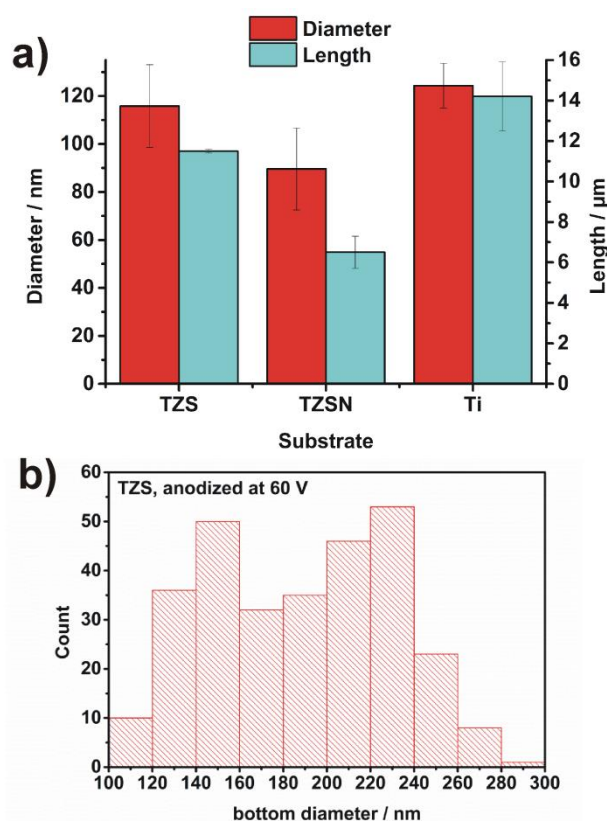 a)
Diameter
Length
Diameter / nm
120
100
80
60
40
20
0
16
14
12
10
8
6
4
2
0
Length / µm
TZS TZSN Ti
Substrate
b)
TZS, anodized at 60 V
Count
60
50
40
30
20
10
0
100 120 140 160 180 200 220 240 260 280 300
bottom diameter / nm